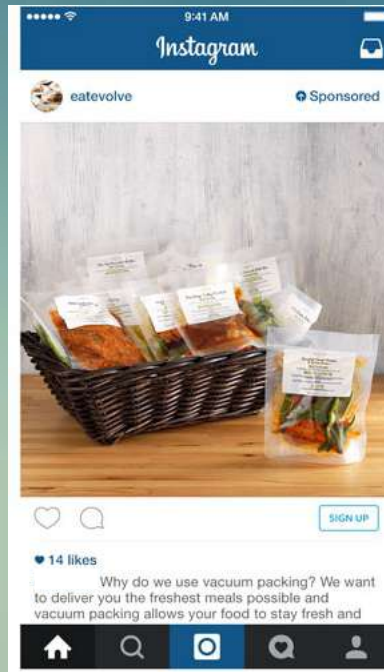 9:41 AM
Instagram
eatevolve
Sponsored
SIGN UP
14 likes
Why do we use vacuum packing? We want
to deliver you the freshest meals possible and
vacuum packing allows your food to stay fresh and